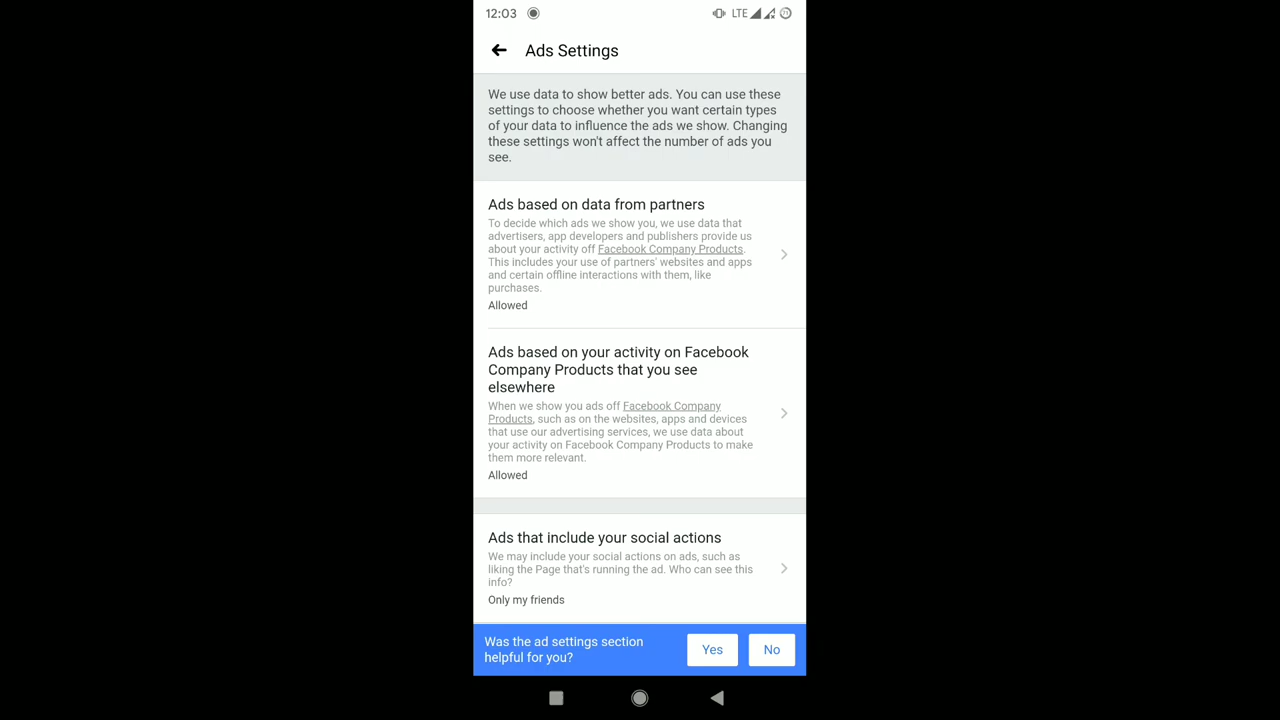 12:03
LTE
Ads Settings
We use data to show better ads. You can use these
settings to choose whether you want certain types
of your data to influence the ads we show. Changing
these settings won't affect the number of ads you
see.
Ads based on data from partners
To decide which ads we show you, we use data that
advertisers, app developers and publishers provide us
about your activity off Facebook Company Products.
This includes your use of partners' websites and apps
and certain offline interactions with them, like
purchases.
Allowed
Ads based on your activity on Facebook
Company Products that you see
elsewhere
When we show you ads off Facebook Company
Products, such as on the websites, apps and devices
that use our advertising services, we use data about
your activity on Facebook Company Products to make
them more relevant.
Allowed
Ads that include your social actions
We may include your social actions on ads, such as
liking the Page that's running the ad. Who can see this
info?
Only my friends
Was the ad settings section
helpful for you?
Yes
No